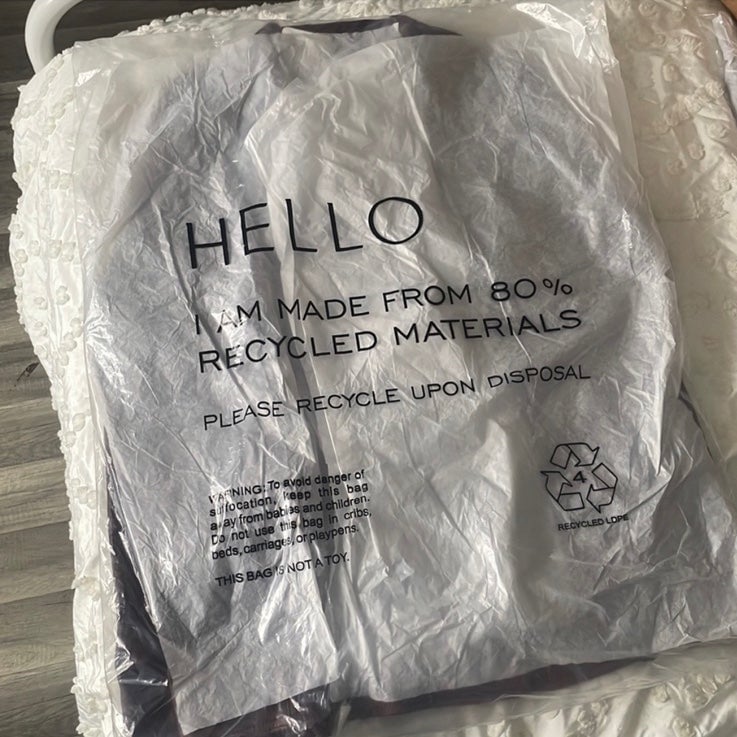 HELLO
I AM MADE FROM 80%
RECYCLED MATERIALS
PLEASE RECYCLE UPON DISPOSAL
WARNING: To avoid danger of
suffocation, keep this bag
away from babies and children.
Do not use this bag in cribs,
beds, carriages, or playpens.
THIS BAG IS NOT A TOY.
4
RECYCLED LDPE